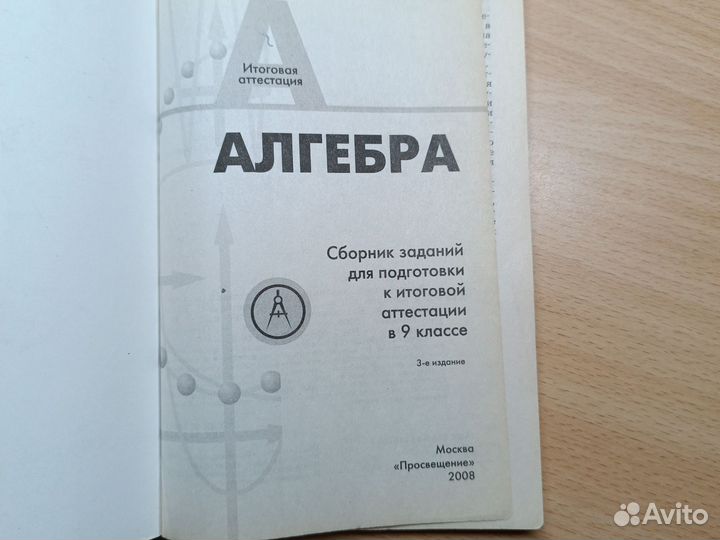 Итоговая
аттестация
АЛГЕБРА
Сборник заданий
для подготовки
к итоговой
аттестации
в 9 классе
3-е издание
Москва
«Просвещение»
2008
Avito